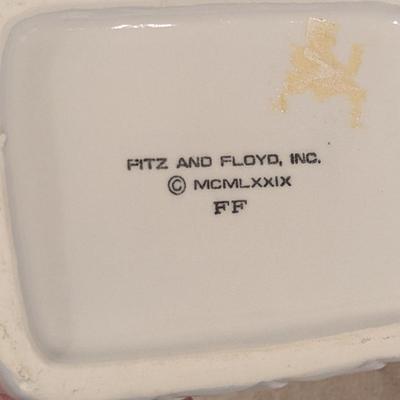 FITZ AND FLOYD, INC.
© MCMLXXIX
FF